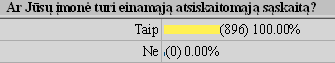 Ar Jūsų įmonė turi einamąją atsiskaitomąją sąskaitą?
Taip (896) 100.00%
Ne (0) 0.00%